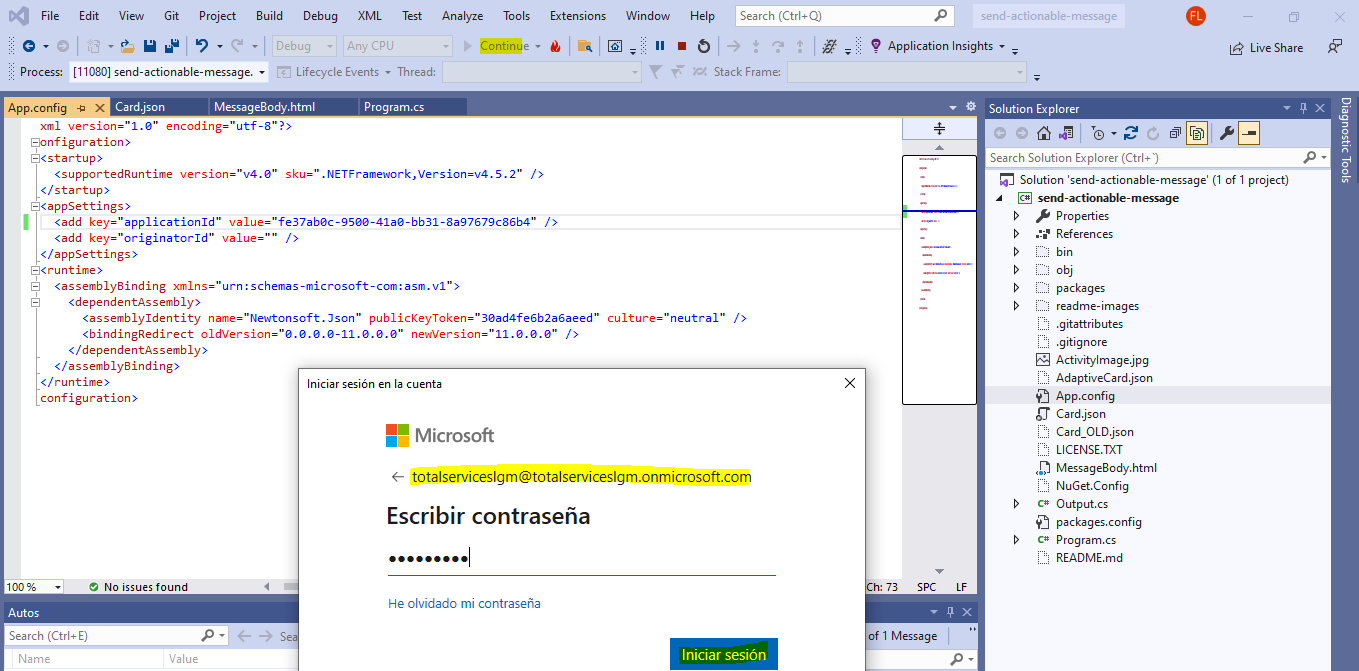 File Edit View Git Project Build Debug XML Test Analyze Tools Extensions Window Help Search (Ctrl+Q) send-actionable-message FL
Debug Any CPU Continue Application Insights Live Share
Process: [11080] send-actionable-message. Lifecycle Events Thread: Stack Frame:
App.config Card.json MessageBody.html Program.cs
xml version="1.0" encoding="utf-8"?>
onfiguration>
<startup>
<supportedRuntime version="v4.0" sku=".NETFramework,Version=v4.5.2" />
</startup>
<appSettings>
<add key="applicationId" value="fe37ab0c-9500-41a0-bb31-8a97679c86b4" />
<add key="originatorId" value="" />
</appSettings>
<runtime>
<assemblyBinding xmlns="urn:schemas-microsoft-com:asm.v1">
<dependentAssembly>
<assemblyIdentity name="Newtonsoft.Json" publicKeyToken="30ad4fe6b2a6aeed" culture="neutral" />
<bindingRedirect oldVersion="0.0.0.0-11.0.0.0" newVersion="11.0.0.0" />
</dependentAssembly>
</assemblyBinding>
</runtime>
configuration>
100 % No issues found Ch: 73 SPC LF
Autos
Search (Ctrl+E) Sea of 1 Message
Name Value
Iniciar sesión en la cuenta
Microsoft
totalserviceslgm@totalserviceslgm.onmicrosoft.com
Escribir contraseña
●●●●●●●●●
He olvidado mi contraseña
Iniciar sesión
Solution Explorer
Search Solution Explorer (Ctrl+`)
Solution 'send-actionable-message' (1 of 1 project)
send-actionable-message
Properties
References
bin
obj
packages
readme-images
.gitattributes
.gitignore
ActivityImage.jpg
AdaptiveCard.json
App.config
Card.json
Card_OLD.json
LICENSE.TXT
MessageBody.html
NuGet.Config
C# Output.cs
packages.config
C# Program.cs
README.md
Diagnostic Tools